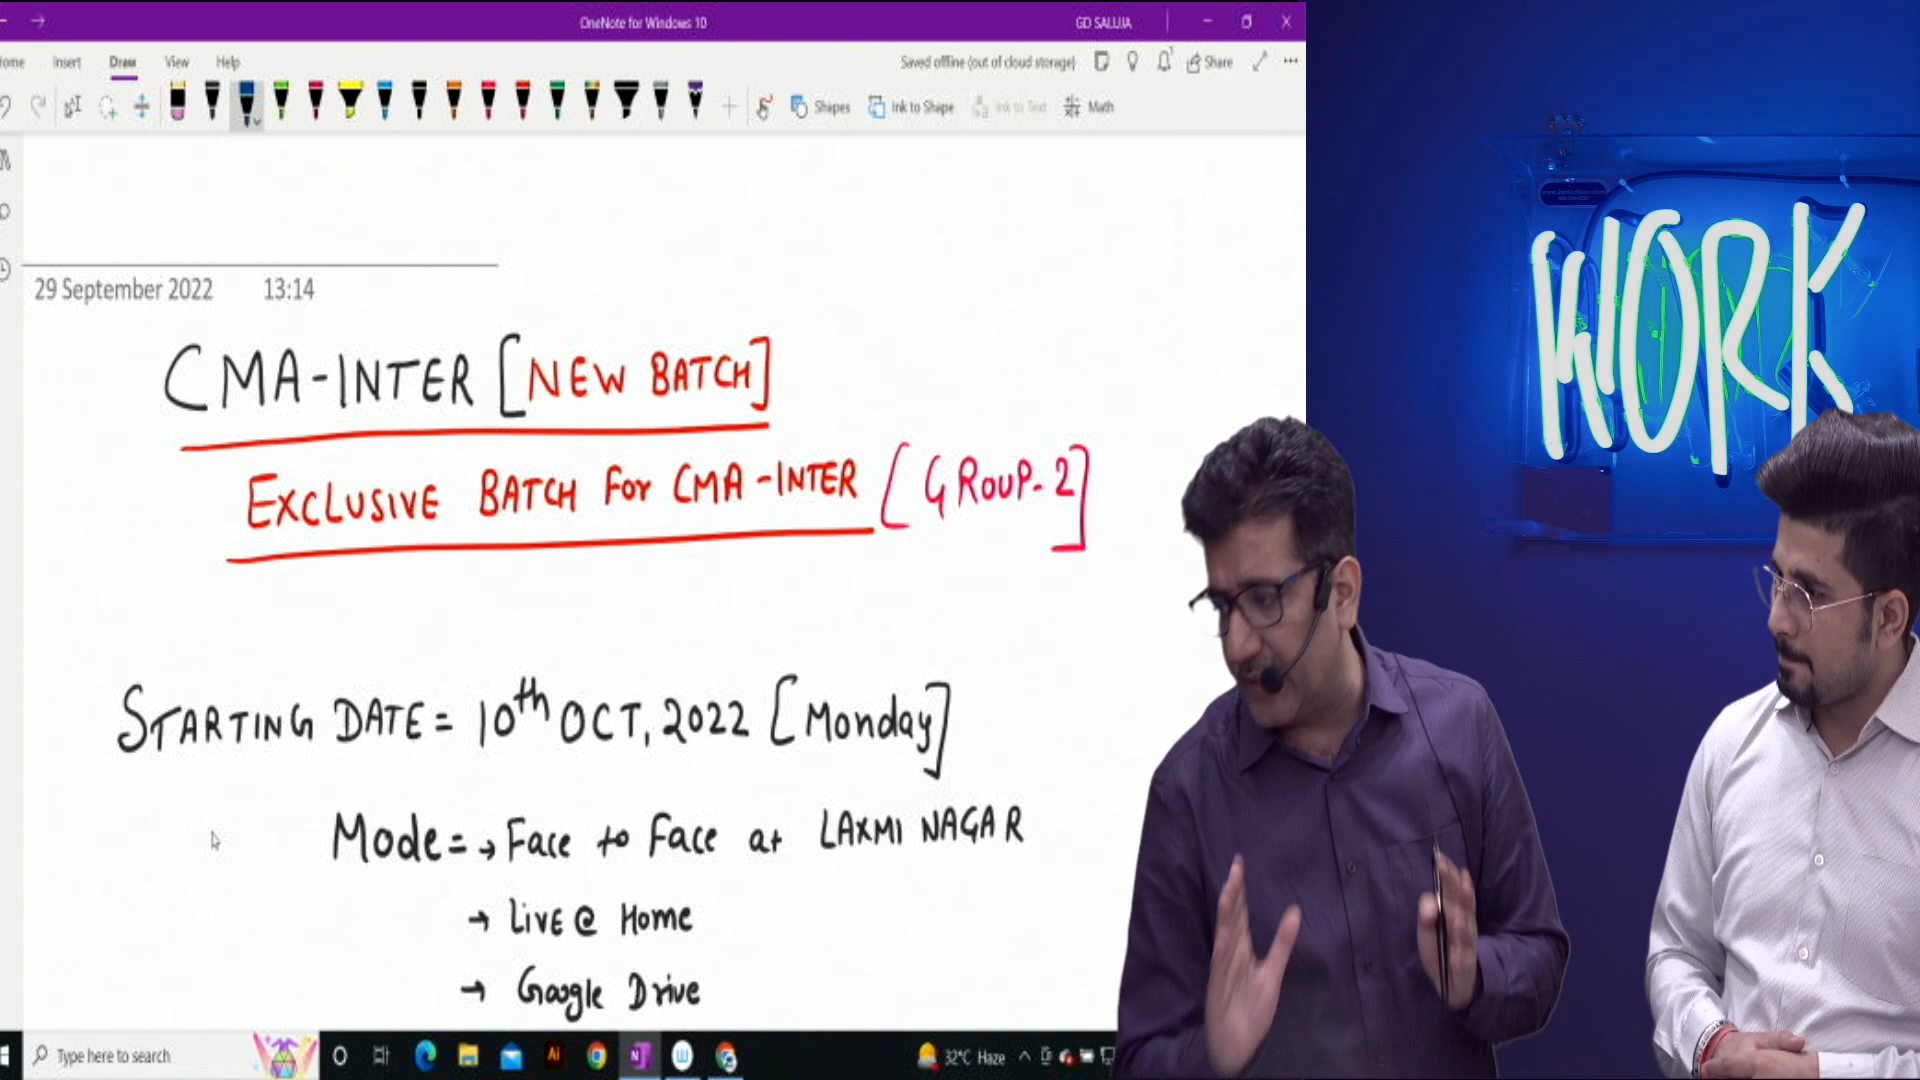 OneNote for Windows 10
GD SALUJA
Insert Draw View Help
Saved offline (out of cloud storage)
Share
Shapes Ink to Shape Ink to Text Math
29 September 2022 13:14
CMA-INTER [NEW BATCH]
EXCLUSIVE BATCH For CMA-INTER [GRouP-2]
STARTING DATE = 10th OCT, 2022 [Monday]
Mode = → Face to Face at LAXMI NAGAR
→ LIVE @ Home
→ Google Drive
Type here to search
32°C Haze
WORK